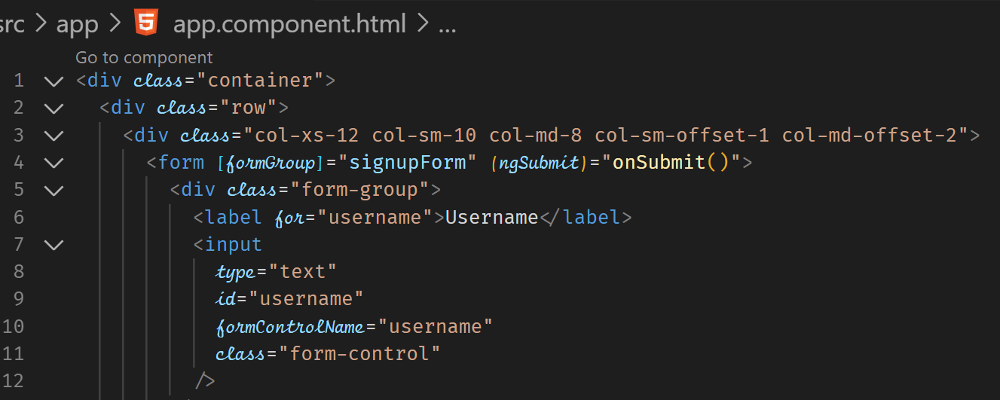 src > app > app.component.html > ...
Go to component
1 <div class="container">
2 <div class="row">
3 <div class="col-xs-12 col-sm-10 col-md-8 col-sm-offset-1 col-md-offset-2">
4 <form [formGroup]="signupForm" (ngSubmit)="onSubmit()">
5 <div class="form-group">
6 <label for="username">Username</label>
7 <input
8 type="text"
9 id="username"
10 formControlName="username"
11 class="form-control"
12 />